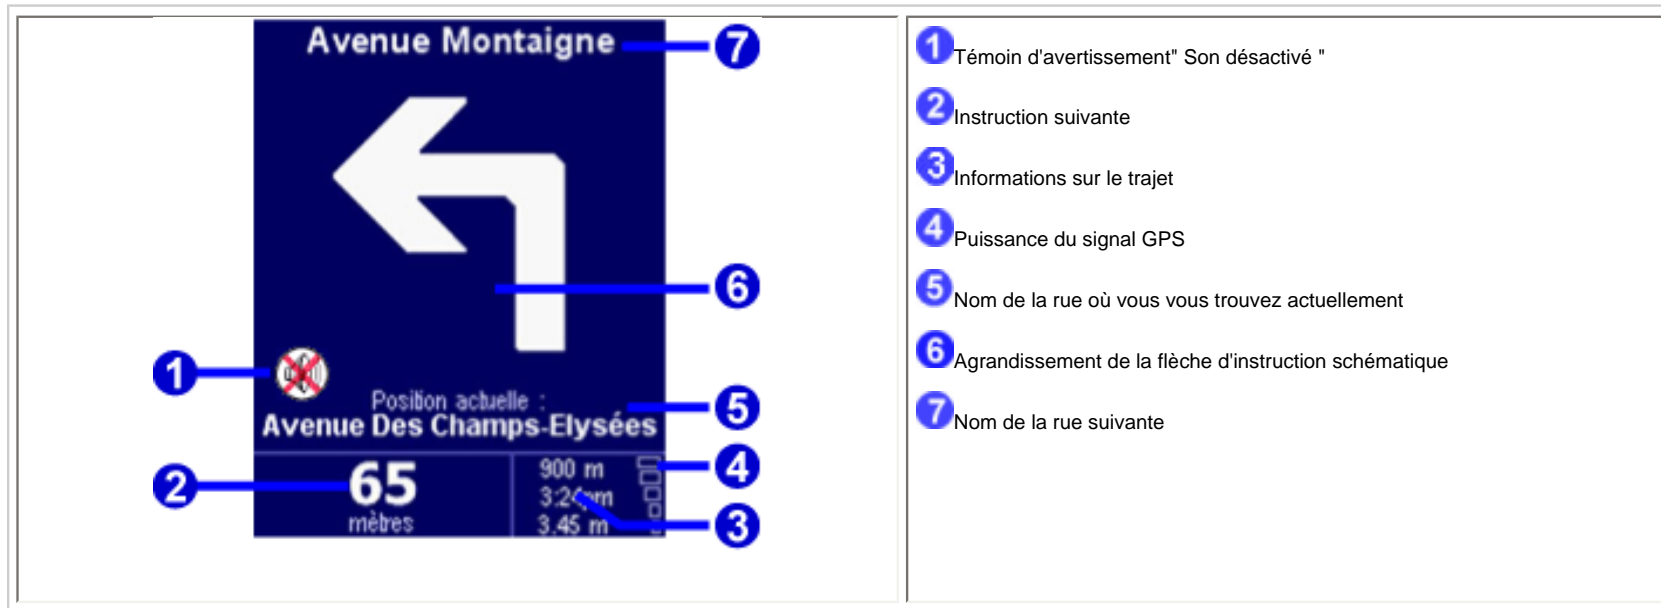 Avenue Montaigne
7
6
1
Position actuelle :
Avenue Des Champs-Elysées
5
65
mètres
2
900 m
3:24pm
3.45 m
4
3
1 Témoin d'avertissement" Son désactivé "
2 Instruction suivante
3 Informations sur le trajet
4 Puissance du signal GPS
5 Nom de la rue où vous vous trouvez actuellement
6 Agrandissement de la flèche d'instruction schématique
7 Nom de la rue suivante